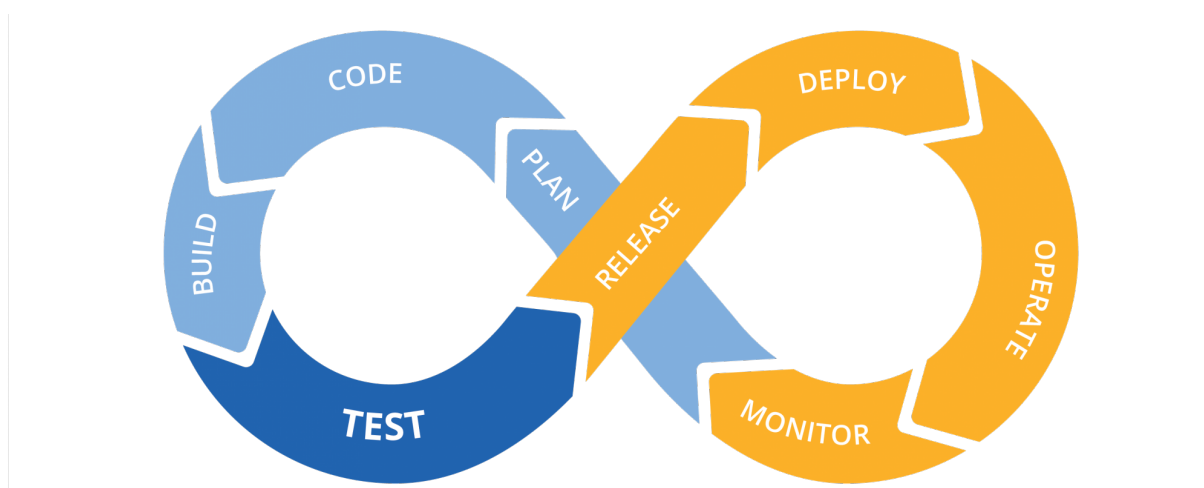 CODE
DEPLOY
PLAN
BUILD
RELEASE
OPERATE
TEST
MONITOR